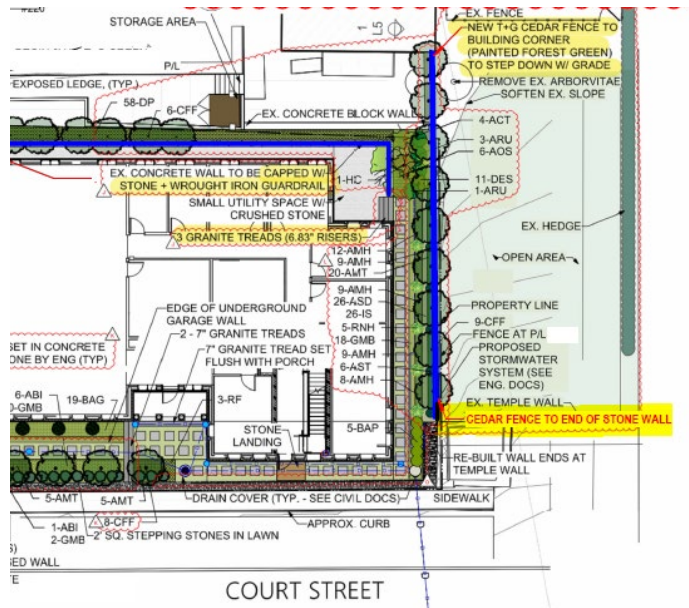 STORAGE AREA
P/L
EXPOSED LEDGE, (TYP.)
58-DP
6-CFF
EX. CONCRETE BLOCK WALL
L5
1
EX. FENCE
NEW T+G CEDAR FENCE TO
BUILDING CORNER
(PAINTED FOREST GREEN)
TO STEP DOWN W/ GRADE
REMOVE EX. ARBORVITAE
SOFTEN EX. SLOPE
4-ACT
3-ARU
6-AOS
11-DES
1-ARU
EX. HEDGE
OPEN AREA
EX. CONCRETE WALL TO BE CAPPED W/
STONE + WROUGHT IRON GUARDRAIL
1-HC
SMALL UTILITY SPACE W/
CRUSHED STONE
3 GRANITE TREADS (6.83" RISERS)
12-AMH
9-AMH
20-AMT
9-AMH
26-ASD
26-IS
5-RNH
18-GMB
9-AMH
6-AST
8-AMH
5-BAP
PROPERTY LINE
9-CFF
FENCE AT P/L
PROPOSED
STORMWATER
SYSTEM (SEE
ENG. DOCS)
EX. TEMPLE WALL
CEDAR FENCE TO END OF STONE WALL
RE-BUILT WALL ENDS AT
TEMPLE WALL
SIDEWALK
EDGE OF UNDERGROUND
GARAGE WALL
2 - 7" GRANITE TREADS
7" GRANITE TREAD SET
FLUSH WITH PORCH
SET IN CONCRETE
ONE BY ENG (TYP)
6-ABI
0-GMB
19-BAG
3-RF
STONE
LANDING
5-AMT
5-AMT
DRAIN COVER (TYP. - SEE CIVIL DOCS)
APPROX. CURB
1-ABI
2-GMB
8-CFF
2' SQ. STEPPING STONES IN LAWN
ED WALL
E
COURT STREET